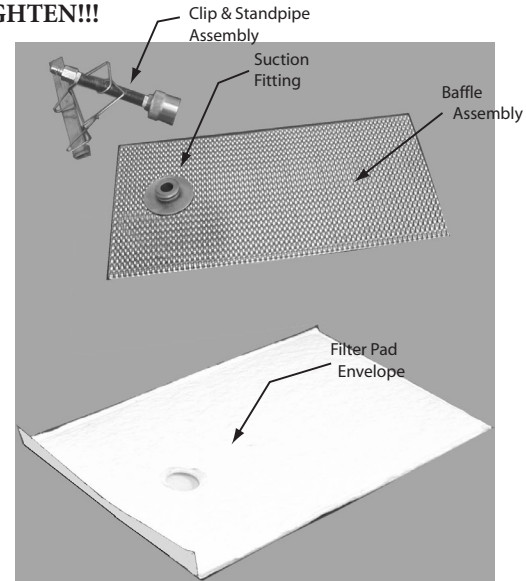 GHTEN!!!
Clip & Standpipe
Assembly
Suction
Fitting
Baffle
Assembly
Filter Pad
Envelope